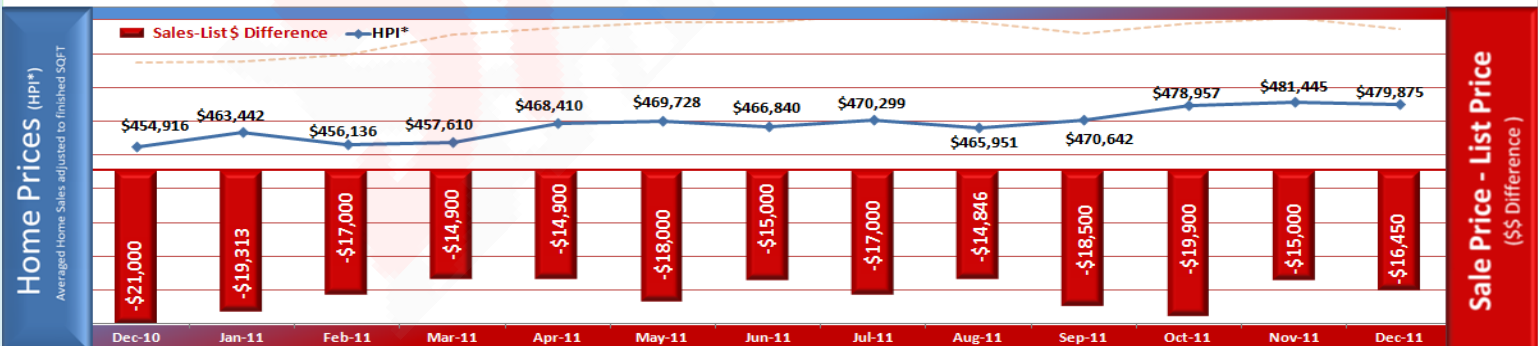 Home Prices (HPI*)
Averaged Home Sales adjusted to finished SQFT
Sales-List $ Difference
HPI*
$454,916
$463,442
$456,136
$457,610
$468,410
$469,728
$466,840
$470,299
$465,951
$470,642
$478,957
$481,445
$479,875
-$21,000
-$19,313
-$17,000
-$14,900
-$14,900
-$18,000
-$15,000
-$17,000
-$14,846
-$18,500
-$19,900
-$15,000
-$16,450
Dec-10
Jan-11
Feb-11
Mar-11
Apr-11
May-11
Jun-11
Jul-11
Aug-11
Sep-11
Oct-11
Nov-11
Dec-11
Sale Price - List Price
($$ Difference )